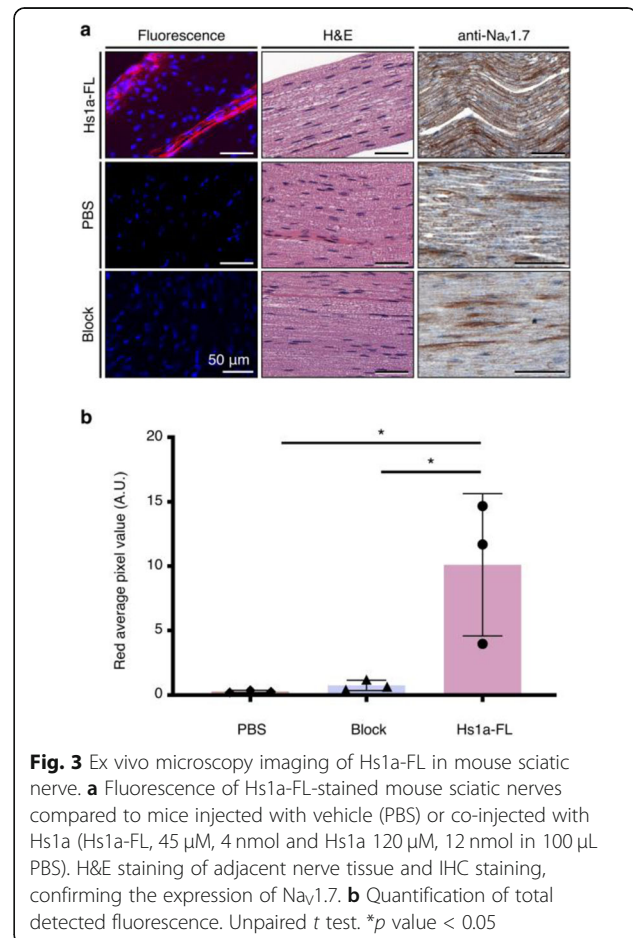 a
Fluorescence H&E anti-NaV1.7
Hs1a-FL
PBS
Block
50 µm
b
20
15
10
5
0
Red average pixel value (A.U.)
*
*
PBS Block Hs1a-FL
Fig. 3 Ex vivo microscopy imaging of Hs1a-FL in mouse sciatic
nerve. a Fluorescence of Hs1a-FL-stained mouse sciatic nerves
compared to mice injected with vehicle (PBS) or co-injected with
Hs1a (Hs1a-FL, 45 µM, 4 nmol and Hs1a 120 µM, 12 nmol in 100 µL
PBS). H&E staining of adjacent nerve tissue and IHC staining,
confirming the expression of NaV1.7. b Quantification of total
detected fluorescence. Unpaired t test. *p value < 0.05